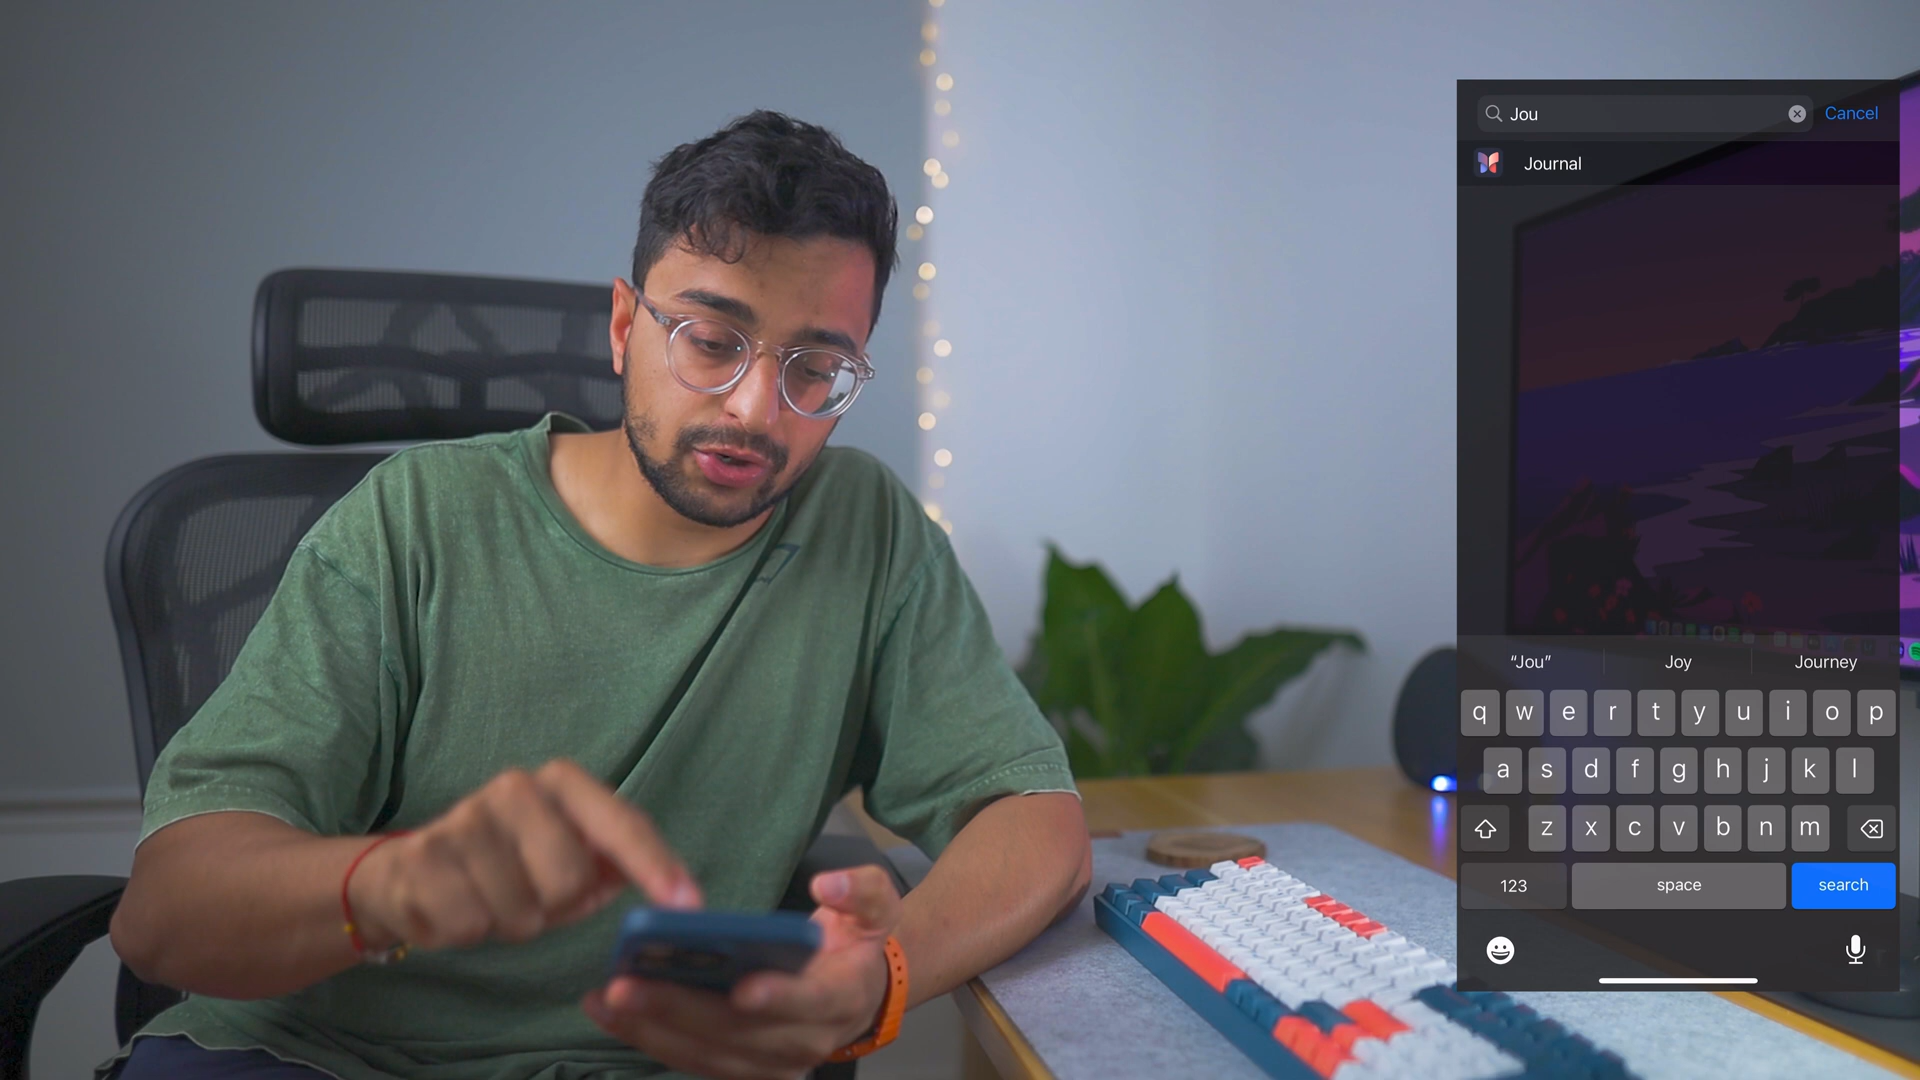 Jou
Cancel
Journal
“Jou” Joy Journey
q w e r t y u i o p
a s d f g h j k l
z x c v b n m
123 space search